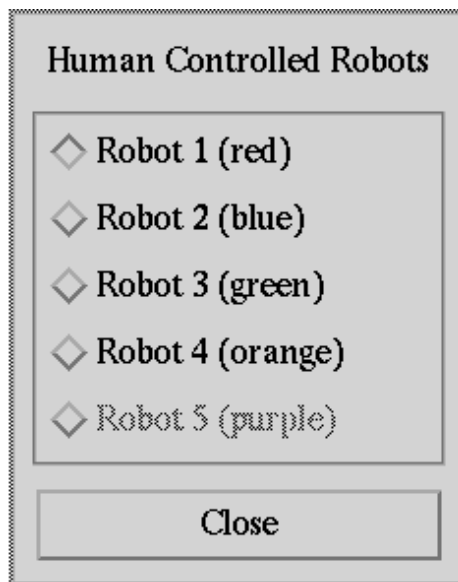 Human Controlled Robots
Robot 1 (red)
Robot 2 (blue)
Robot 3 (green)
Robot 4 (orange)
Robot 5 (purple)
Close